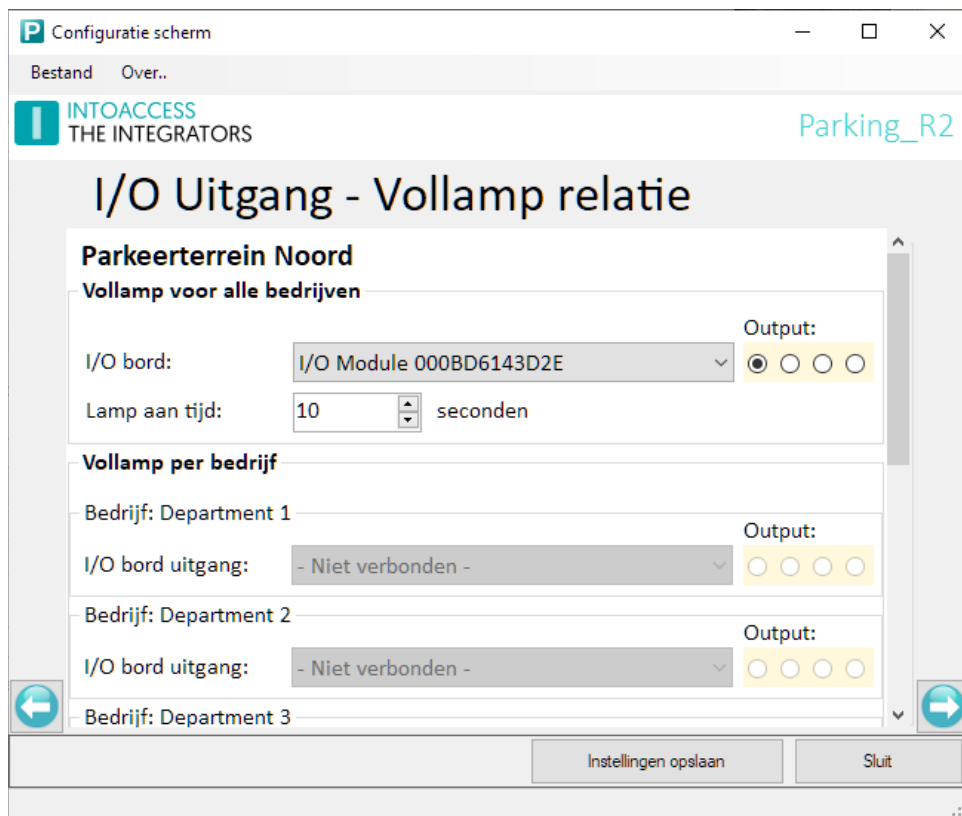 Configuratie scherm
Bestand Over..
INTOACCESS
THE INTEGRATORS
Parking_R2
I/O Uitgang - Vollamp relatie
Parkeerterrein Noord
Vollamp voor alle bedrijven
Output:
I/O bord: I/O Module 000BD6143D2E
Lamp aan tijd: 10 seconden
Vollamp per bedrijf
Bedrijf: Department 1
Output:
I/O bord uitgang: - Niet verbonden -
Bedrijf: Department 2
Output:
I/O bord uitgang: - Niet verbonden -
Bedrijf: Department 3
Instellingen opslaan Sluit